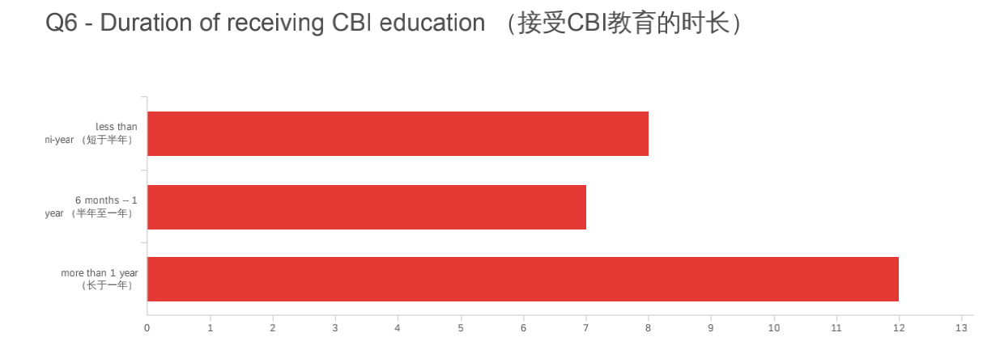 Q6 - Duration of receiving CBI education （接受CBI教育的时长）
less than
ni-year （短于半年）
6 months -- 1
year （半年至一年）
more than 1 year
（长于一年）
0 1 2 3 4 5 6 7 8 9 10 11 12 13